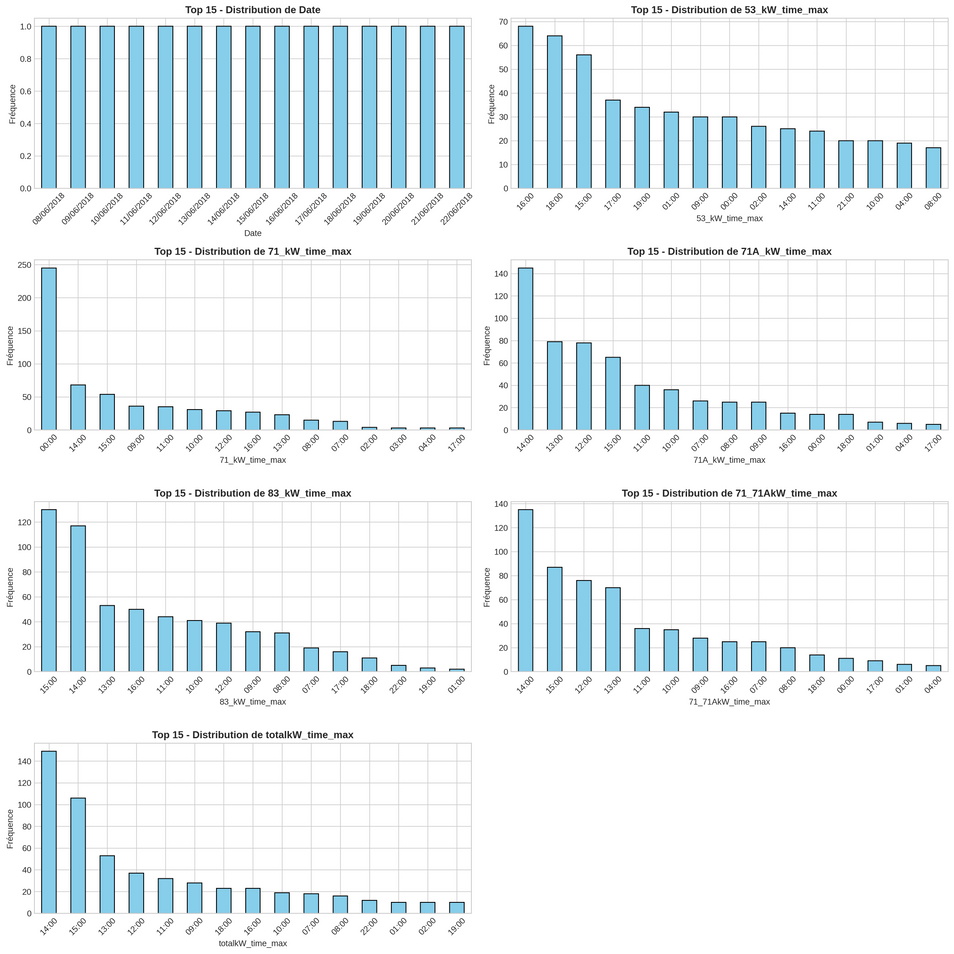 Top 15 - Distribution de Date
Fréquence
1.0
0.8
0.6
0.4
0.2
0.0
08/06/2018 09/06/2018 10/06/2018 11/06/2018 12/06/2018 13/06/2018 14/06/2018 15/06/2018 16/06/2018 17/06/2018 18/06/2018 19/06/2018 20/06/2018 21/06/2018 22/06/2018
Date
Top 15 - Distribution de 53_kW_time_max
Fréquence
70
60
50
40
30
20
10
0
16:00 18:00 15:00 17:00 19:00 01:00 09:00 00:00 02:00 14:00 11:00 21:00 10:00 04:00 08:00
53_kW_time_max
Top 15 - Distribution de 71_kW_time_max
Fréquence
250
200
150
100
50
0
00:00 14:00 15:00 09:00 11:00 10:00 12:00 16:00 13:00 08:00 07:00 02:00 03:00 04:00 17:00
71_kW_time_max
Top 15 - Distribution de 71A_kW_time_max
Fréquence
140
120
100
80
60
40
20
0
14:00 13:00 12:00 15:00 11:00 10:00 07:00 08:00 09:00 16:00 00:00 18:00 01:00 04:00 17:00
71A_kW_time_max
Top 15 - Distribution de 83_kW_time_max
Fréquence
120
100
80
60
40
20
0
15:00 14:00 13:00 16:00 11:00 10:00 12:00 09:00 08:00 07:00 17:00 18:00 22:00 19:00 01:00
83_kW_time_max
Top 15 - Distribution de 71_71AkW_time_max
Fréquence
140
120
100
80
60
40
20
0
14:00 15:00 12:00 13:00 11:00 10:00 09:00 16:00 07:00 08:00 18:00 00:00 17:00 01:00 04:00
71_71AkW_time_max
Top 15 - Distribution de totalkW_time_max
Fréquence
140
120
100
80
60
40
20
0
14:00 15:00 13:00 12:00 11:00 09:00 18:00 16:00 10:00 07:00 08:00 22:00 01:00 02:00 19:00
totalkW_time_max